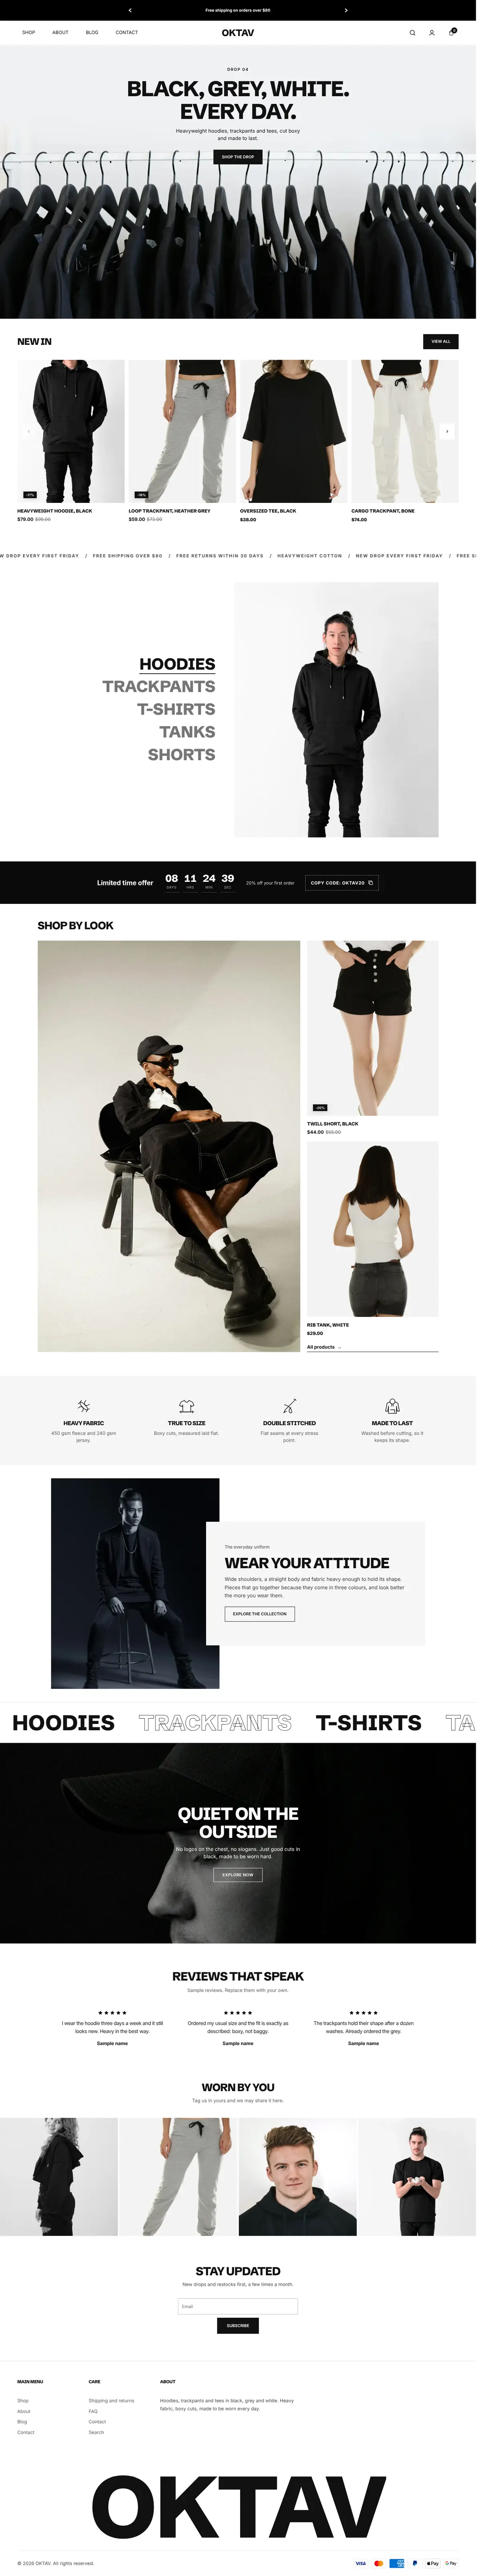 Free shipping on orders over $80
SHOP ABOUT BLOG CONTACT
OKTAV
0
DROP 04
BLACK, GREY, WHITE.
EVERY DAY.
Heavyweight hoodies, trackpants and tees, cut boxy
and made to last.
SHOP THE DROP
NEW IN
VIEW ALL
HEAVYWEIGHT HOODIE, BLACK
$79.00
LOOP TRACKPANT, HEATHER GREY
$59.00 $73.00
OVERSIZED TEE, BLACK
$38.00
CARGO TRACKPANT, BONE
$74.00
W DROP EVERY FIRST FRIDAY / FREE SHIPPING OVER $80 / FREE RETURNS WITHIN 30 DAYS / HEAVYWEIGHT COTTON / NEW DROP EVERY FIRST FRIDAY / FREE S
HOODIES
TRACKPANTS
T-SHIRTS
TANKS
SHORTS
Limited time offer
08 11 24 39
DAYS HRS MIN SEC
20% off your first order
COPY CODE: OKTAV20
SHOP BY LOOK
TWILL SHORT, BLACK
$44.00 $55.00
RIB TANK, WHITE
$29.00
All products →
HEAVY FABRIC
450 gsm fleece and 240 gsm
jersey.
TRUE TO SIZE
Boxy cuts, measured laid flat.
DOUBLE STITCHED
Flat seams at every stress
point.
MADE TO LAST
Washed before cutting, so it
keeps its shape.
The everyday uniform
WEAR YOUR ATTITUDE
Wide shoulders, a straight body and fabric heavy enough to hold its shape.
Pieces that go together because they come in three colours, and look better
the more you wear them.
EXPLORE THE COLLECTION
HOODIES TRACKPANTS T-SHIRTS TA
QUIET ON THE
OUTSIDE
No logos on the chest, no slogans. Just good cuts in
black, made to be worn hard.
EXPLORE NOW
REVIEWS THAT SPEAK
Sample reviews. Replace them with your own.
★★★★★
I wear the hoodie three days a week and it still
looks new. Heavy in the best way.
Sample name
★★★★★
Ordered my usual size and the fit is exactly as
described: boxy, not baggy.
Sample name
★★★★★
The trackpants hold their shape after a dozen
washes. Already ordered the grey.
Sample name
WORN BY YOU
Tag us in yours and we may share it here.
STAY UPDATED
New drops and restocks first, a few times a month.
Email
SUBSCRIBE
MAIN MENU
Shop
About
Blog
Contact
CARE
Shipping and returns
FAQ
Contact
Search
ABOUT
Hoodies, trackpants and tees in black, grey and white. Heavy
fabric, boxy cuts, made to be worn every day.
OKTAV
© 2026 OKTAV. All rights reserved.
VISA
Pay
G Pay